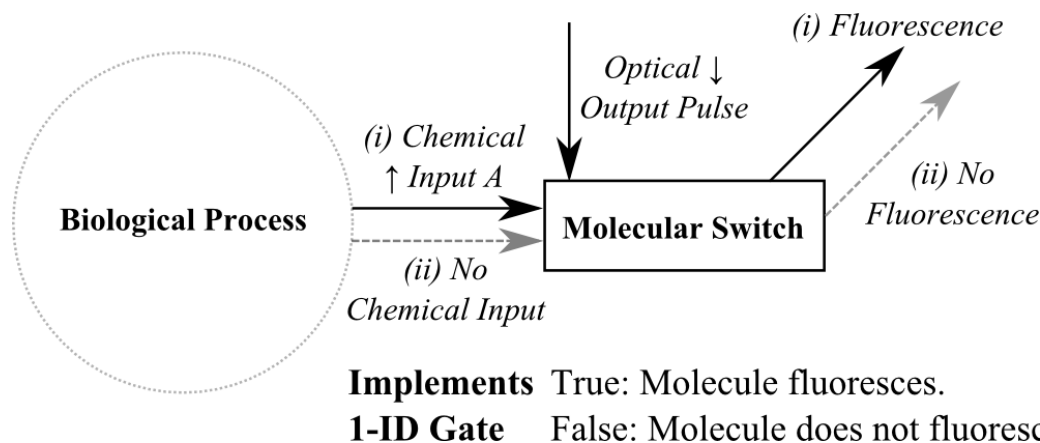 (i) Fluorescence
Optical ↓
Output Pulse
(i) Chemical
↑ Input A
(ii) No
Fluorescence
Biological Process
Molecular Switch
(ii) No
Chemical Input
Implements True: Molecule fluoresces.
1-ID Gate False: Molecule does not fluoresc